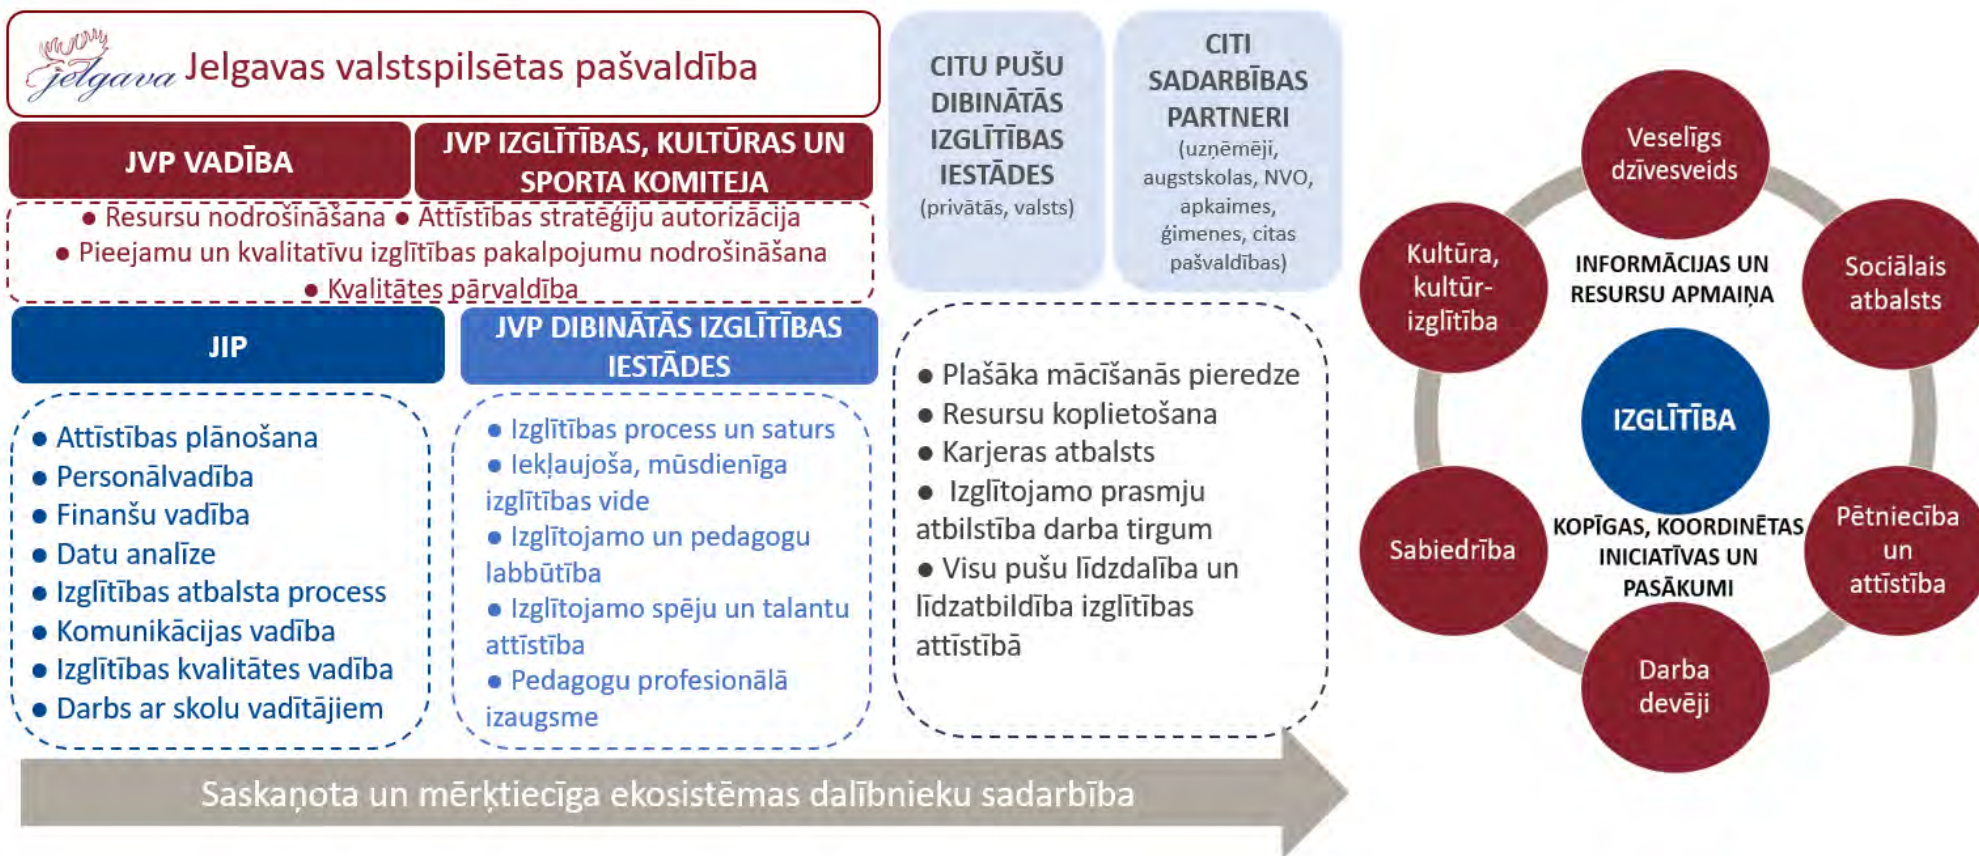 jelgava
Jelgavas valstspilsētas pašvaldība
JVP VADĪBA
JVP IZGLĪTĪBAS, KULTŪRAS UN
SPORTA KOMITEJA
● Resursu nodrošināšana ● Attīstības stratēģiju autorizācija
● Pieejamu un kvalitatīvu izglītības pakalpojumu nodrošināšana
● Kvalitātes pārvaldība
JIP
● Attīstības plānošana
● Personālvadība
● Finanšu vadība
● Datu analīze
● Izglītības atbalsta process
● Komunikācijas vadība
● Izglītības kvalitātes vadība
● Darbs ar skolu vadītājiem
JVP DIBINĀTĀS IZGLĪTĪBAS
IESTĀDES
● Izglītības process un saturs
● Iekļaujoša, mūsdienīga
izglītības vide
● Izglītojamo un pedagogu
labbūtība
● Izglītojamo spēju un talantu
attīstība
● Pedagogu profesionālā
izaugsme
CITU PUŠU
DIBINĀTĀS
IZGLĪTĪBAS
IESTĀDES
(privātās, valsts)
CITI
SADARBĪBAS
PARTNERI
(uzņēmēji,
augstskolas, NVO,
apkaimes,
ģimenes, citas
pašvaldības)
● Plašāka mācīšanās pieredze
● Resursu koplietošana
● Karjeras atbalsts
● Izglītojamo prasmju
atbilstība darba tirgum
● Visu pušu līdzdalība un
līdzatbildība izglītības
attīstībā
Saskaņota un mērķtiecīga ekosistēmas dalībnieku sadarbība
Veselīgs
dzīvesveids
Kultūra,
kultūr-
izglītība
INFORMĀCIJAS UN
RESURSU APMAIŅA
Sociālais
atbalsts
IZGLĪTĪBA
Sabiedrība
KOPĪGAS, KOORDINĒTAS
INICIATĪVAS UN
PASĀKUMI
Pētniecība
un
attīstība
Darba
devēji